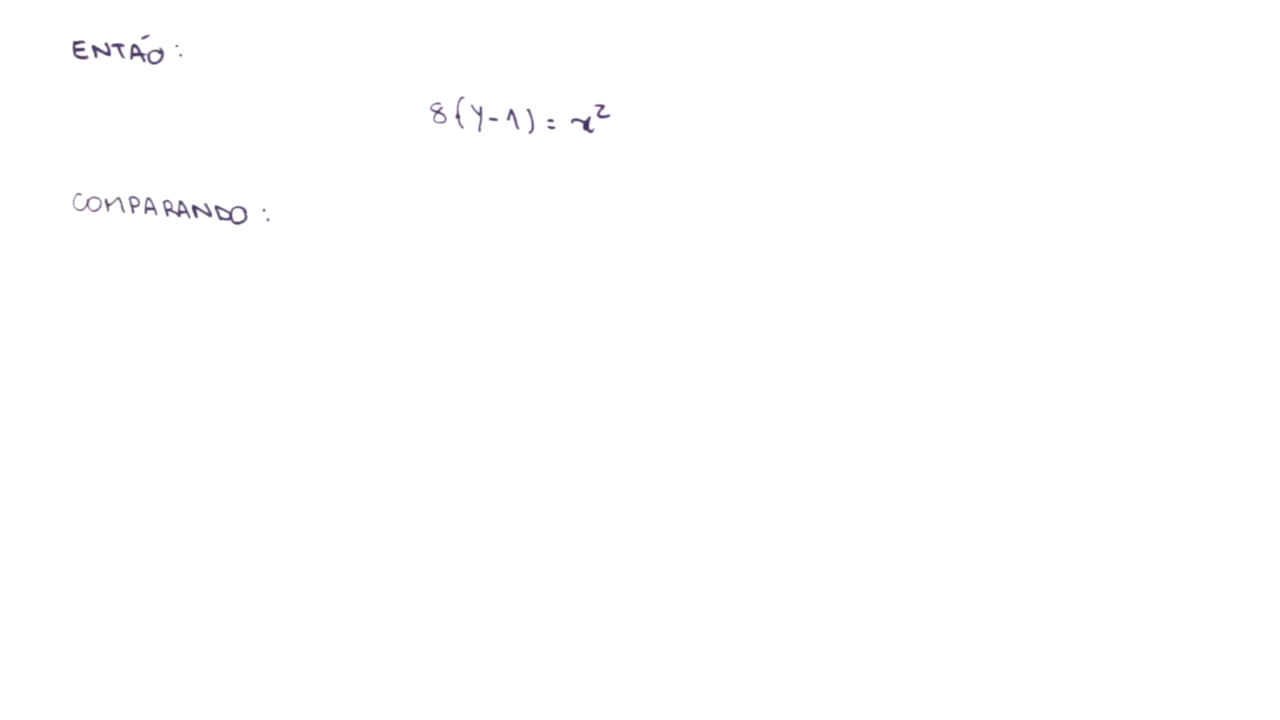 ENTÃO:
8(y-1) = x²
COMPARANDO: